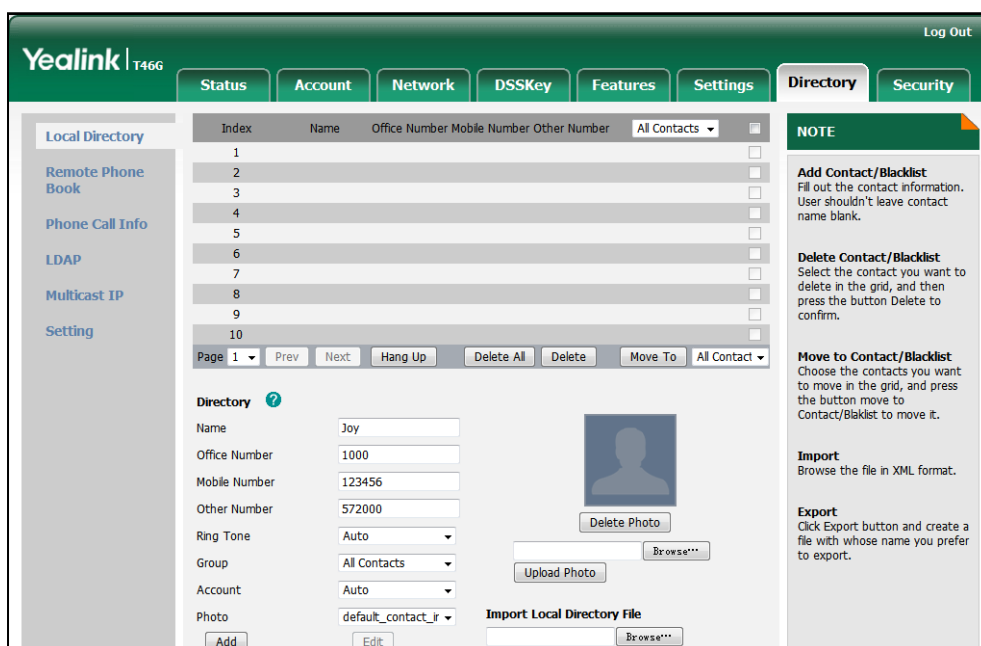 Log Out
Yealink T46G
Status Account Network DSSKey Features Settings Directory Security
Local Directory
Remote Phone
Book
Phone Call Info
LDAP
Multicast IP
Setting
Index Name Office Number Mobile Number Other Number All Contacts
1
2
3
4
5
6
7
8
9
10
Page 1 Prev Next Hang Up Delete All Delete Move To All Contact
Directory ?
Name Joy
Office Number 1000
Mobile Number 123456
Other Number 572000
Ring Tone Auto
Group All Contacts
Account Auto
Photo default_contact_ir
Add Edit
Delete Photo
Browse...
Upload Photo
Import Local Directory File
Browse...
NOTE
Add Contact/Blacklist
Fill out the contact information.
User shouldn't leave contact
name blank.
Delete Contact/Blacklist
Select the contact you want to
delete in the grid, and then
press the button Delete to
confirm.
Move to Contact/Blacklist
Choose the contacts you want
to move in the grid, and press
the button move to
Contact/Blaklist to move it.
Import
Browse the file in XML format.
Export
Click Export button and create a
file with whose name you prefer
to export.